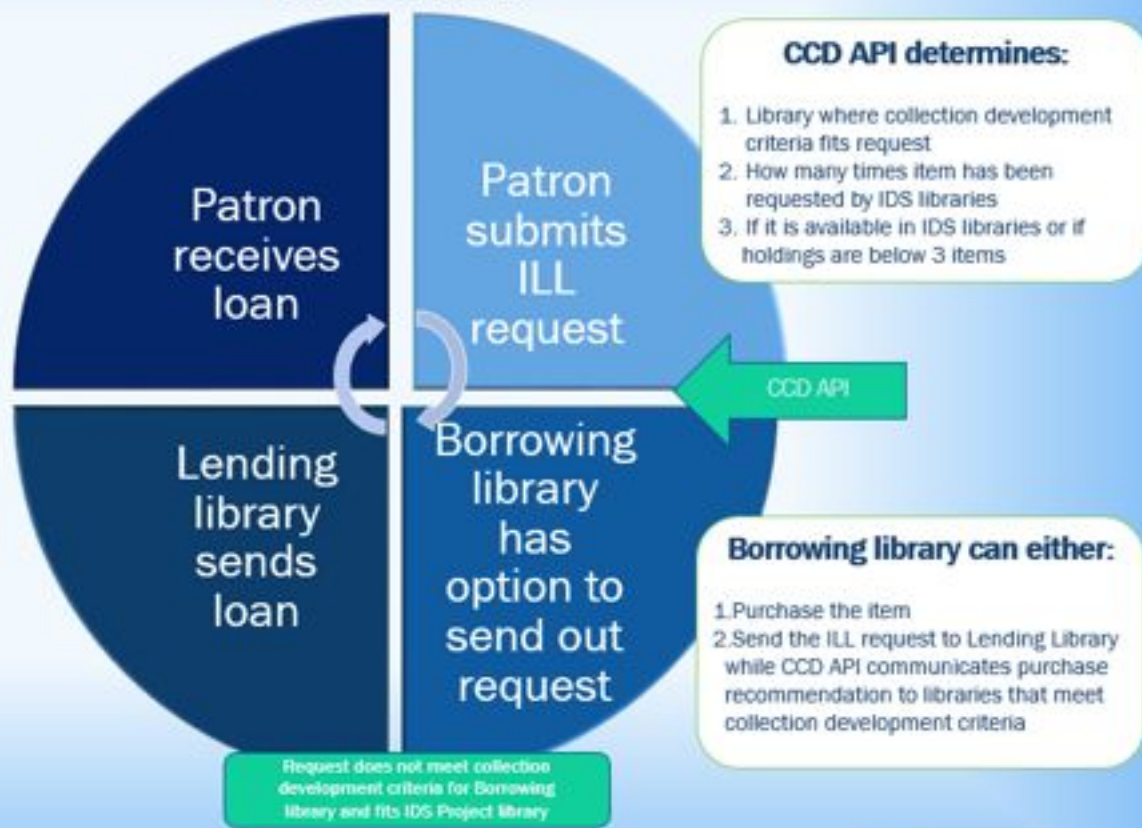 Patron
receives
loan
Patron
submits
ILL
request
CCD API determines:
1. Library where collection development
criteria fits request
2. How many times item has been
requested by IDS libraries
3. If it is available in IDS libraries or if
holdings are below 3 items
CCD API
Lending
library
sends
loan
Borrowing
library
has
option to
send out
request
Borrowing library can either:
1.Purchase the item
2.Send the ILL request to Lending Library
while CCD API communicates purchase
recommendation to libraries that meet
collection development criteria
Request does not meet collection
development criteria for Borrowing
library and fits IDS Project library